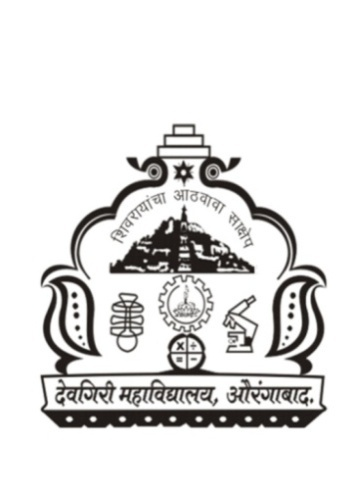 शिवरायांचा आठवावा साक्षेप
देवगिरी महाविद्यालय, औरंगाबाद.